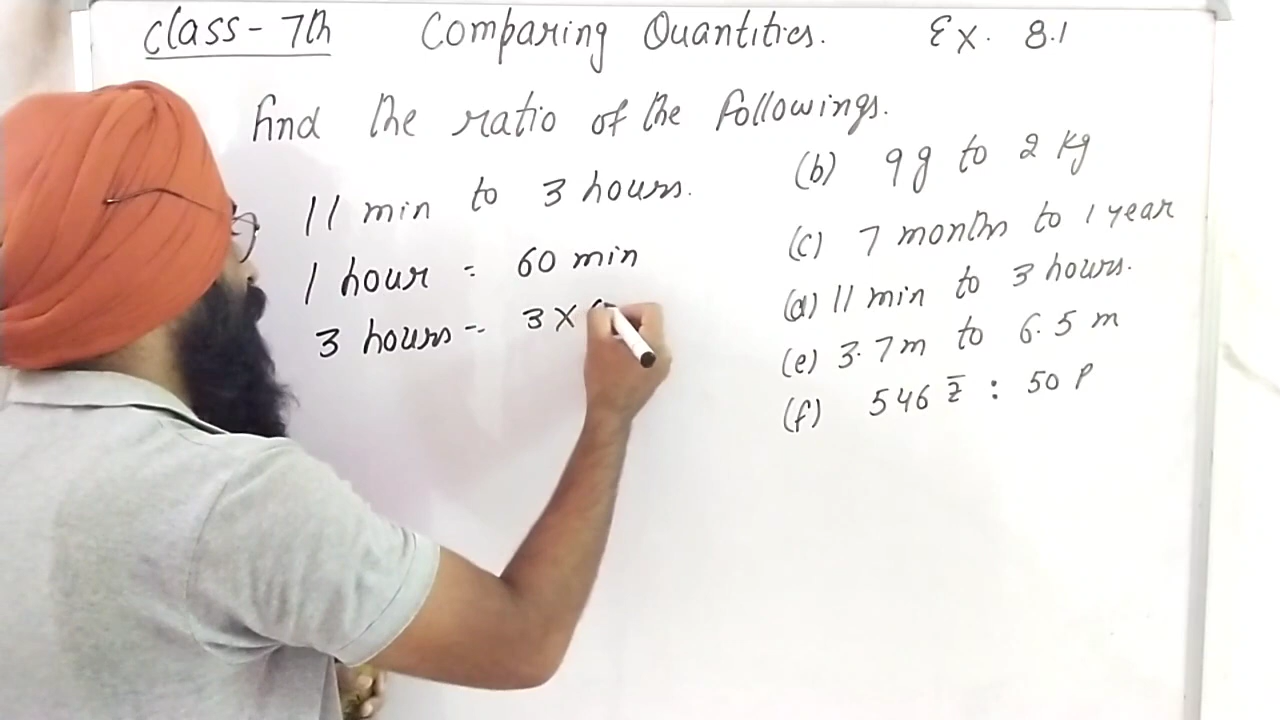 Class - 7th Comparing Quantities. Ex. 8.1
find the ratio of the followings.
11 min to 3 hours.
1 hour = 60 min
3 hours = 3 X
(b) 9g to 2 kg
(c) 7 months to 1 year
(d) 11 min to 3 hours.
(e) 3.7m to 6.5 m
(f) 546 : 50 P